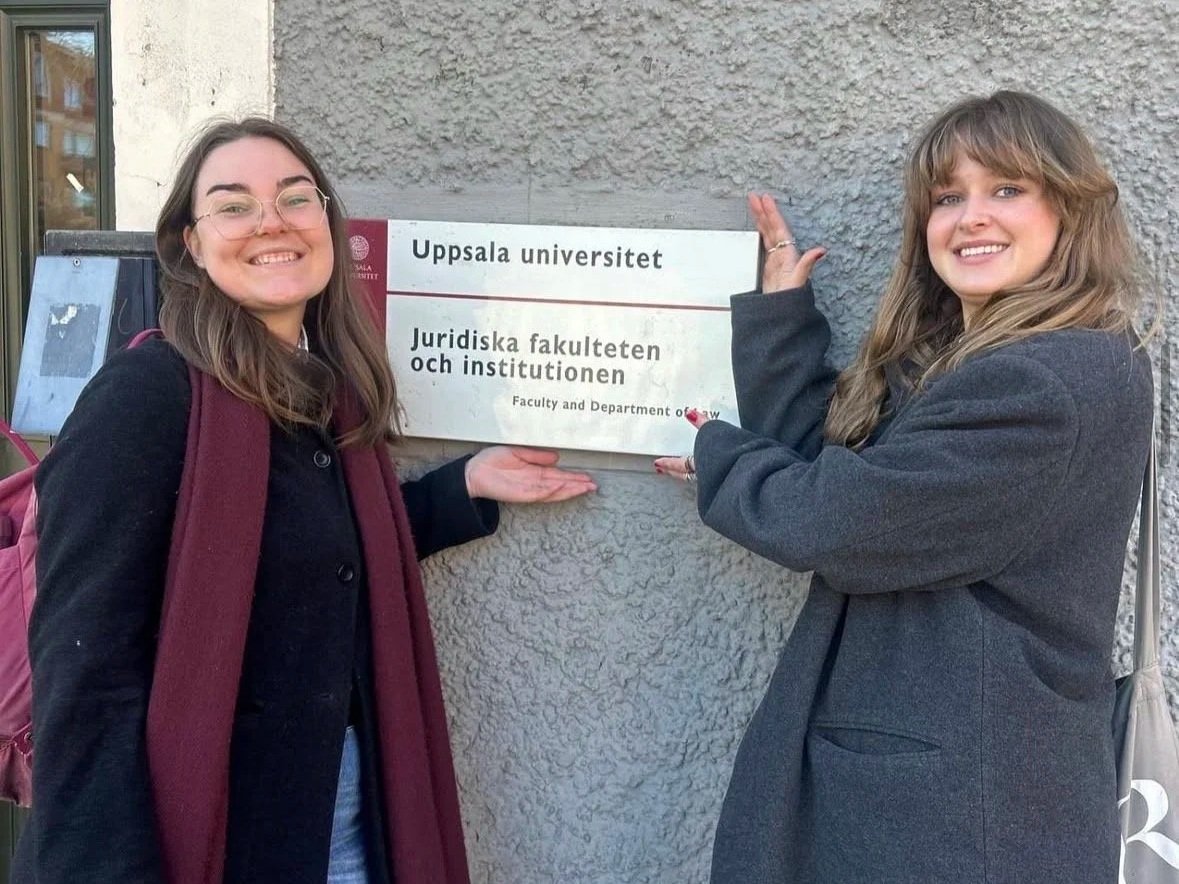 Uppsala universitet
Juridiska fakulteten
och institutionen
Faculty and Department of